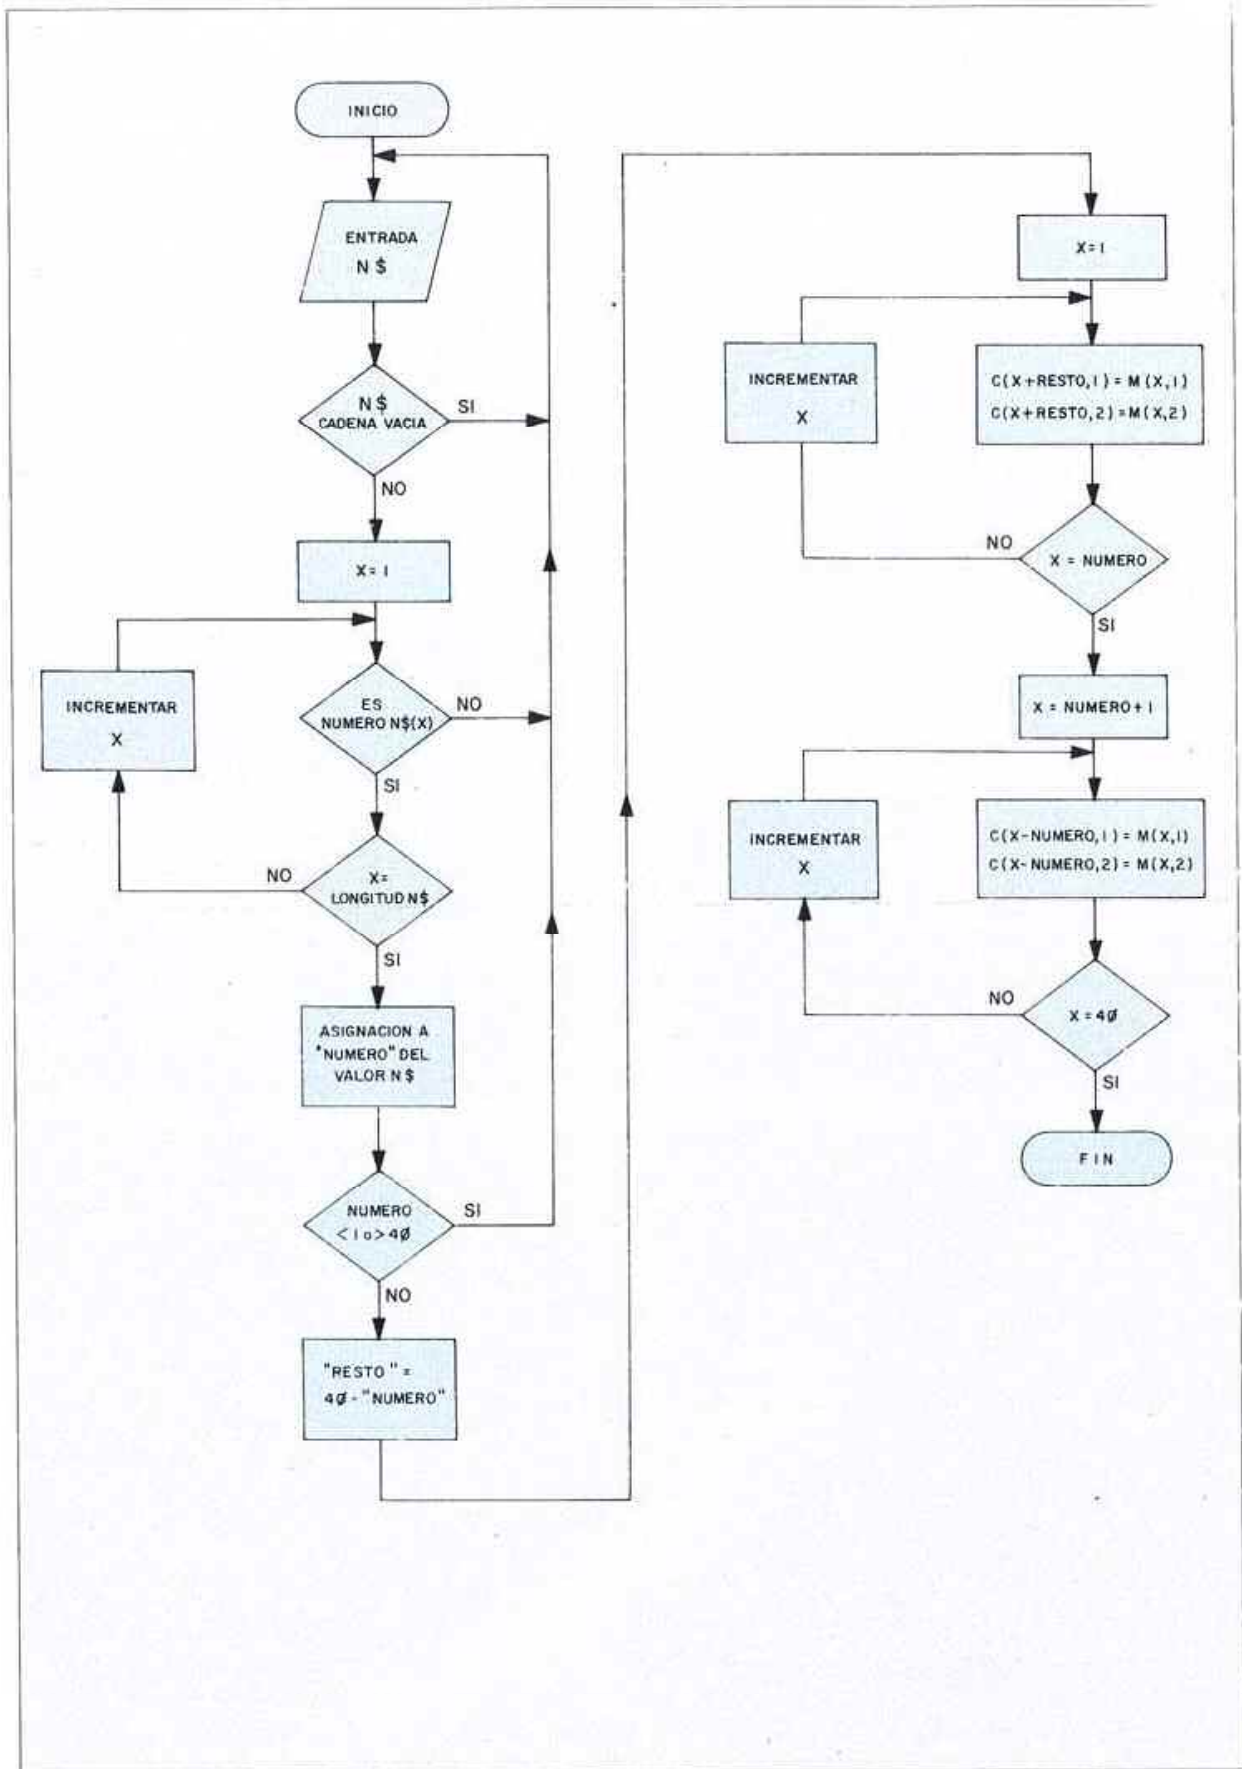 INICIO
ENTRADA
N $
N $
CADENA VACIA
SI
NO
X = 1
INCREMENTAR
X
ES
NUMERO N$(X)
NO
SI
X =
LONGITUD N$
NO
SI
ASIGNACION A
"NUMERO" DEL
VALOR N $
NUMERO
< 1 o > 4Ø
SI
NO
"RESTO" =
4Ø - "NUMERO"
X = 1
INCREMENTAR
X
C(X+RESTO,1) = M(X,1)
C(X+RESTO,2) = M(X,2)
X = NUMERO
NO
SI
X = NUMERO + 1
INCREMENTAR
X
C(X-NUMERO,1) = M(X,1)
C(X-NUMERO,2) = M(X,2)
X = 4Ø
NO
SI
FIN